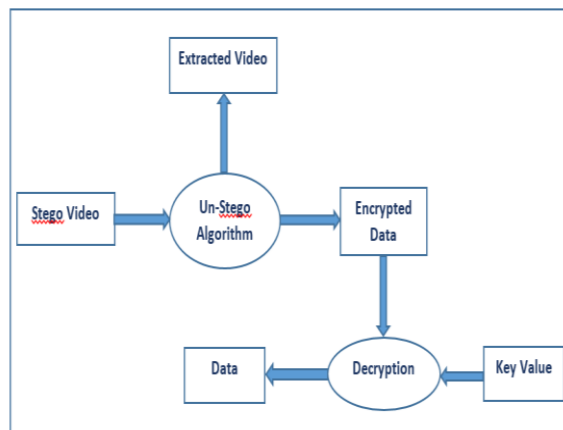 Extracted Video
Stego Video
Un-Stego
Algorithm
Encrypted
Data
Data
Decryption
Key Value